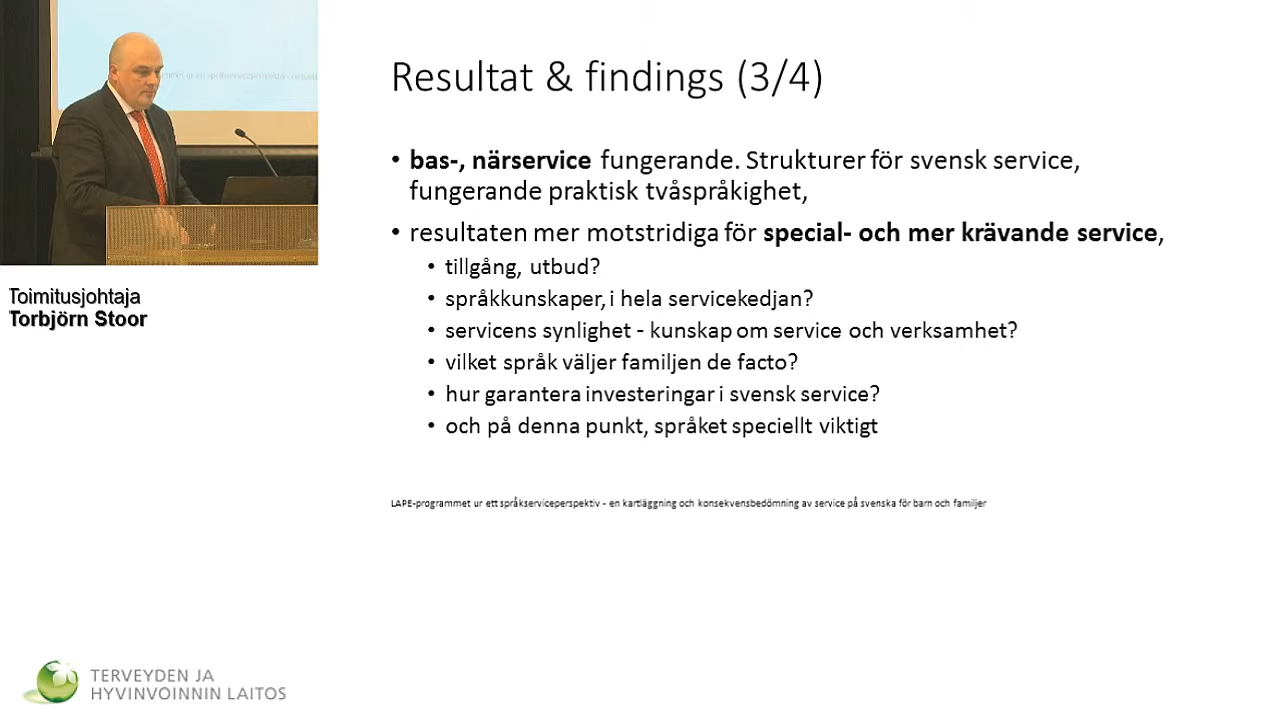 Resultat & findings (3/4)
• bas-, närservice fungerande. Strukturer för svensk service,
fungerande praktisk tvåspråkighet,
• resultaten mer motstridiga för special- och mer krävande service,
• tillgång, utbud?
• språkkunskaper, i hela servicekedjan?
• servicens synlighet - kunskap om service och verksamhet?
• vilket språk väljer familjen de facto?
• hur garantera investeringar i svensk service?
• och på denna punkt, språket speciellt viktigt
LAPE-programmet ur ett språkserviceperspektiv - en kartläggning och konsekvensbedömning av service på svenska för barn och familjer
Toimitusjohtaja
Torbjörn Stoor
TERVEYDEN JA
HYVINVOINNIN LAITOS